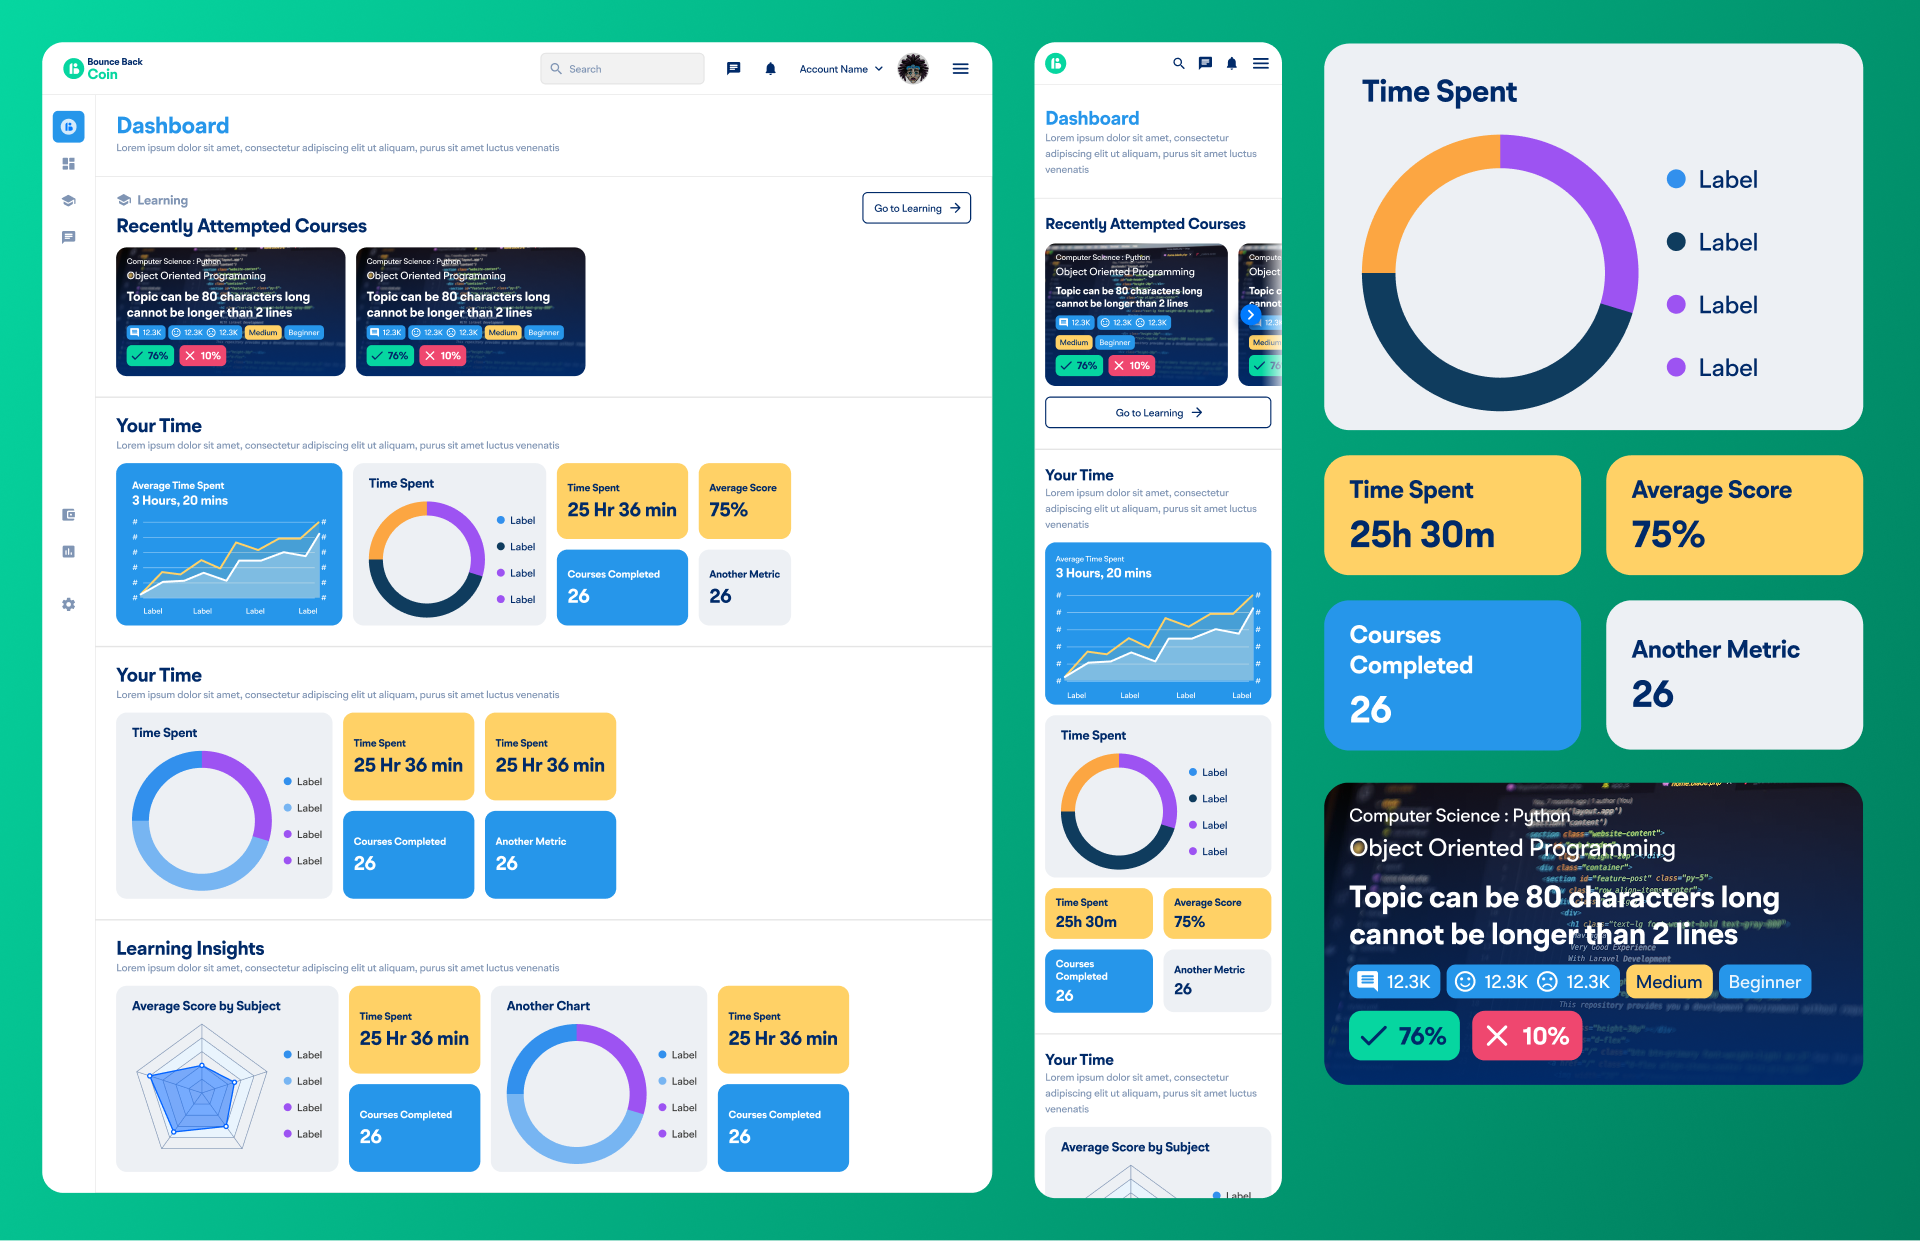 Bounce Back
Coin
Search
Account Name
Dashboard
Lorem ipsum dolor sit amet, consectetur adipiscing elit ut aliquam, purus sit amet luctus venenatis
Learning
Go to Learning
Recently Attempted Courses
Computer Science : Python
Object Oriented Programming
Topic can be 80 characters long
cannot be longer than 2 lines
12.3K 12.3K 12.3K Medium Beginner
76% 10%
Computer Science : Python
Object Oriented Programming
Topic can be 80 characters long
cannot be longer than 2 lines
12.3K 12.3K 12.3K Medium Beginner
76% 10%
Your Time
Lorem ipsum dolor sit amet, consectetur adipiscing elit ut aliquam, purus sit amet luctus venenatis
Average Time Spent
3 Hours, 20 mins
# #
# #
# #
# #
# #
# #
Label Label Label Label
Time Spent
Label
Label
Label
Label
Time Spent
25 Hr 36 min
Average Score
75%
Courses Completed
26
Another Metric
26
Your Time
Lorem ipsum dolor sit amet, consectetur adipiscing elit ut aliquam, purus sit amet luctus venenatis
Time Spent
Label
Label
Label
Label
Time Spent
25 Hr 36 min
Time Spent
25 Hr 36 min
Courses Completed
26
Another Metric
26
Learning Insights
Lorem ipsum dolor sit amet, consectetur adipiscing elit ut aliquam, purus sit amet luctus venenatis
Average Score by Subject
Label
Label
Label
Label
Time Spent
25 Hr 36 min
Courses Completed
26
Another Chart
Label
Label
Label
Label
Time Spent
25 Hr 36 min
Courses Completed
26
Dashboard
Lorem ipsum dolor sit amet, consectetur
adipiscing elit ut aliquam, purus sit amet luctus
venenatis
Recently Attempted Courses
Computer Science : Python
Object Oriented Programming
Topic can be 80 characters long
cannot be longer than 2 lines
12.3K 12.3K 12.3K
Medium Beginner
76% 10%
Object
Topic c
cannot
Go to Learning
Your Time
Lorem ipsum dolor sit amet, consectetur
adipiscing elit ut aliquam, purus sit amet luctus
venenatis
Average Time Spent
3 Hours, 20 mins
# #
# #
# #
# #
# #
# #
Label Label Label Label
Time Spent
Label
Label
Label
Label
Time Spent
25h 30m
Average Score
75%
Courses
Completed
26
Another Metric
26
Your Time
Lorem ipsum dolor sit amet, consectetur
adipiscing elit ut aliquam, purus sit amet luctus
venenatis
Average Score by Subject
Label
Time Spent
Label
Label
Label
Label
Time Spent
25h 30m
Average Score
75%
Courses
Completed
26
Another Metric
26
Computer Science : Python
Object Oriented Programming
Topic can be 80 characters long
cannot be longer than 2 lines
12.3K 12.3K 12.3K Medium Beginner
76% 10%
Very Good Experience
With Laravel Development